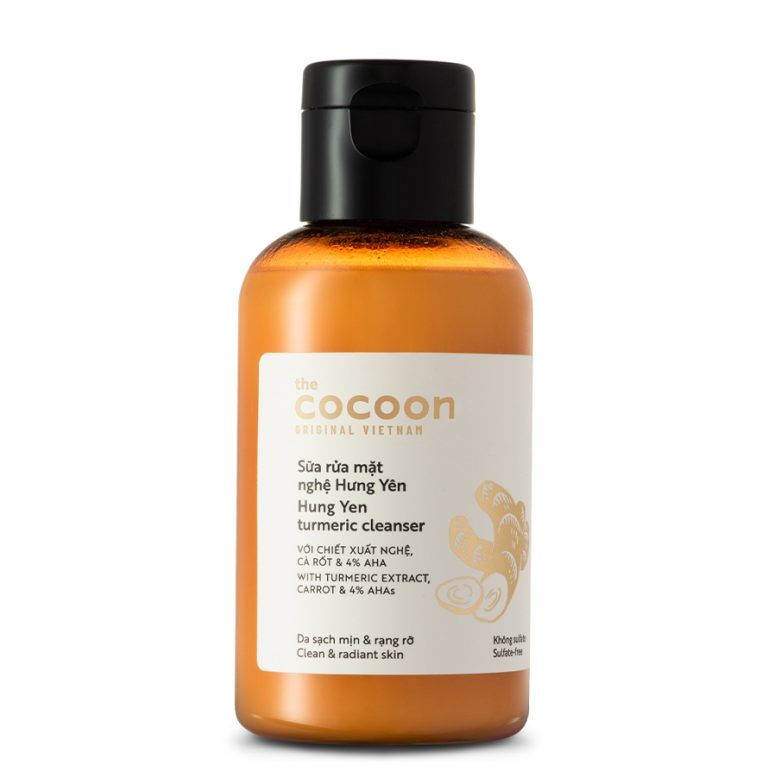 the
cocoon
ORIGINAL VIETNAM
Sữa rửa mặt
nghệ Hưng Yên
Hung Yen
turmeric cleanser
VỚI CHIẾT XUẤT NGHỆ,
CÀ RỐT & 4% AHA
WITH TURMERIC EXTRACT,
CARROT & 4% AHAs
Da sạch mịn & rạng rỡ
Clean & radiant skin
Không sulfate
Sulfate-free